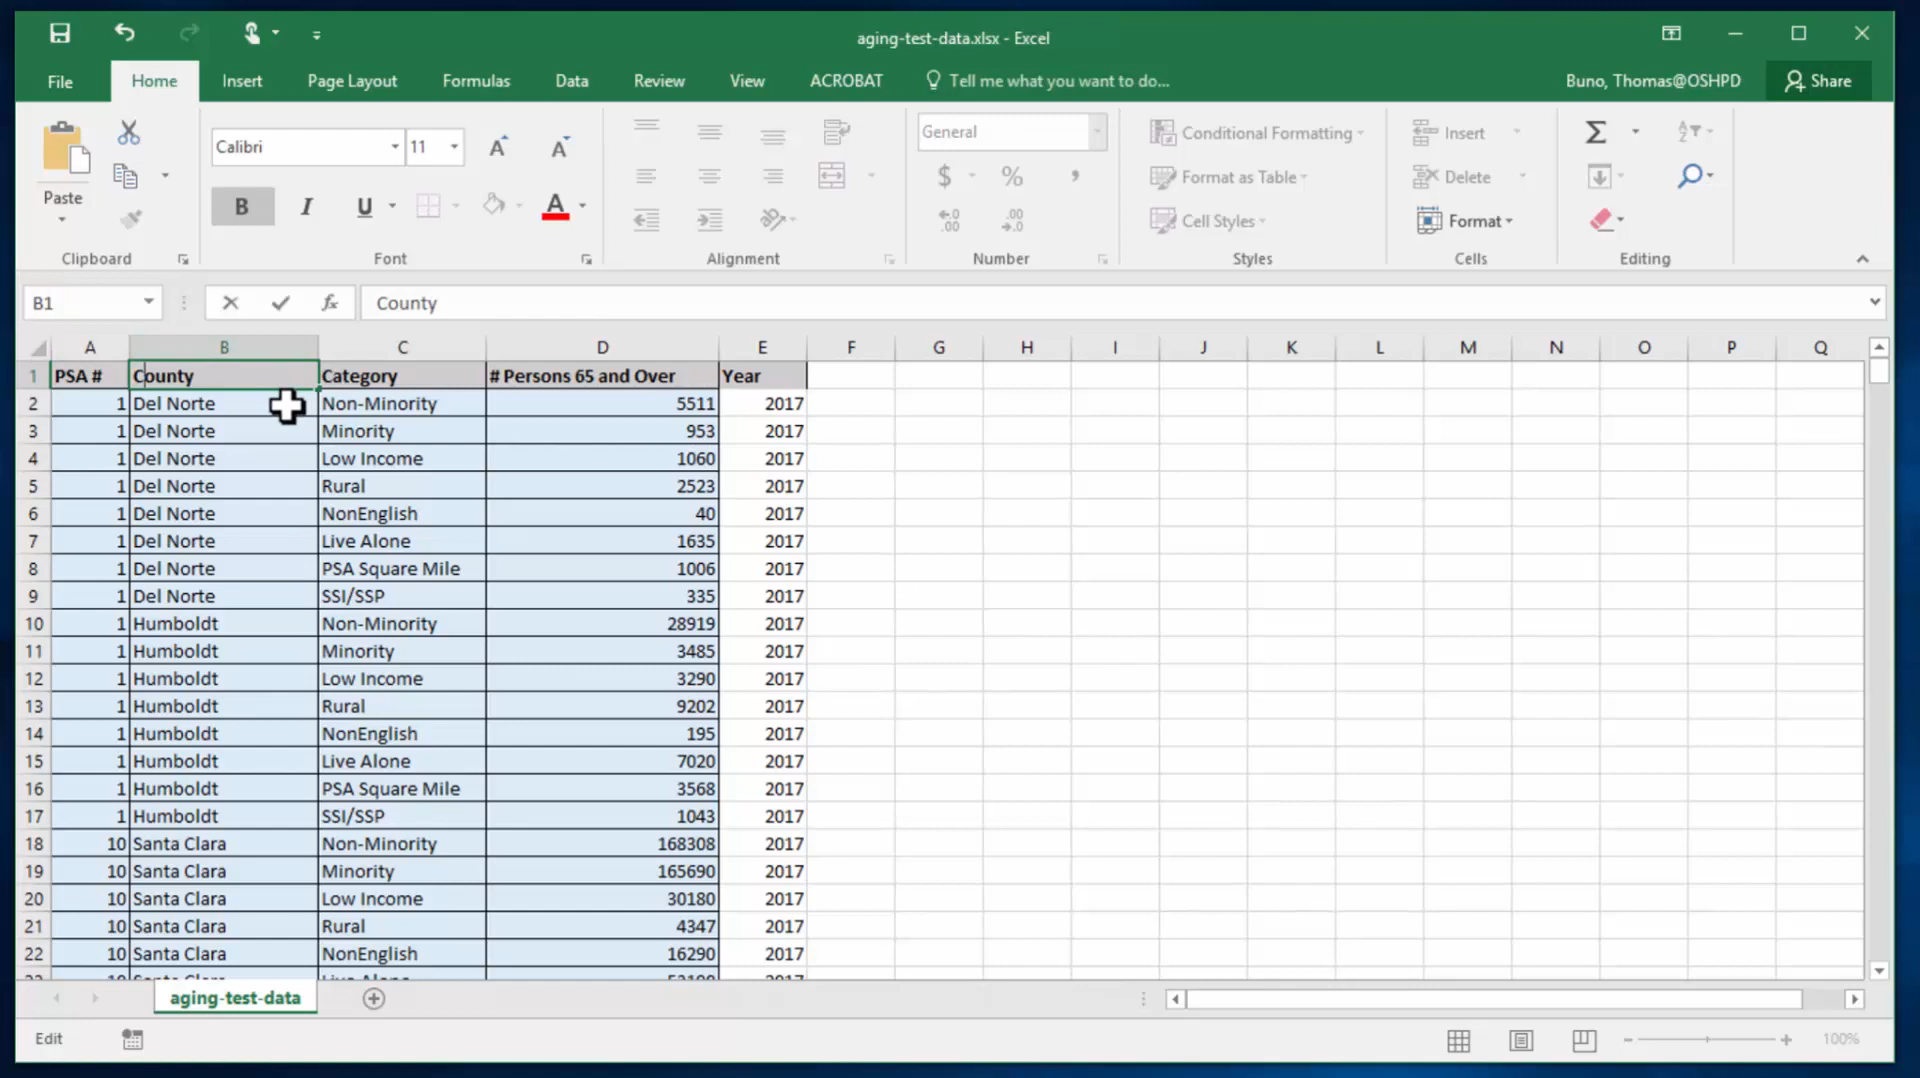 aging-test-data.xlsx - Excel
File Home Insert Page Layout Formulas Data Review View ACROBAT Tell me what you want to do... Buno, Thomas@OSHPD Share
Calibri 11 General Conditional Formatting Insert
Paste $ % , Format as Table Delete
B I U A Cell Styles Format
Clipboard Font Alignment Number Styles Cells Editing
B1 fx County
A B C D E F G H I J K L M N O P Q
1 PSA # County Category # Persons 65 and Over Year
2 1 Del Norte Non-Minority 5511 2017
3 1 Del Norte Minority 953 2017
4 1 Del Norte Low Income 1060 2017
5 1 Del Norte Rural 2523 2017
6 1 Del Norte NonEnglish 40 2017
7 1 Del Norte Live Alone 1635 2017
8 1 Del Norte PSA Square Mile 1006 2017
9 1 Del Norte SSI/SSP 335 2017
10 1 Humboldt Non-Minority 28919 2017
11 1 Humboldt Minority 3485 2017
12 1 Humboldt Low Income 3290 2017
13 1 Humboldt Rural 9202 2017
14 1 Humboldt NonEnglish 195 2017
15 1 Humboldt Live Alone 7020 2017
16 1 Humboldt PSA Square Mile 3568 2017
17 1 Humboldt SSI/SSP 1043 2017
18 10 Santa Clara Non-Minority 168308 2017
19 10 Santa Clara Minority 165690 2017
20 10 Santa Clara Low Income 30180 2017
21 10 Santa Clara Rural 4347 2017
22 10 Santa Clara NonEnglish 16290 2017
aging-test-data
Edit 100%